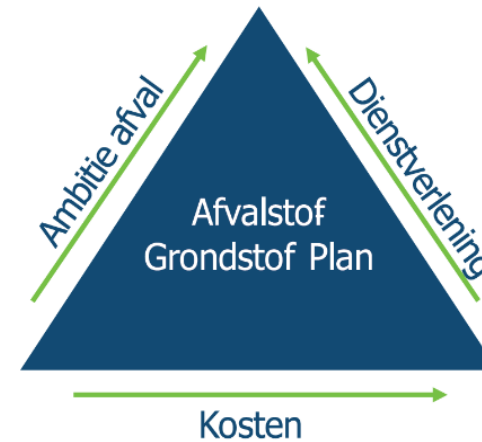 Ambitie afval
Dienstverlening
Afvalstof
Grondstof Plan
Kosten